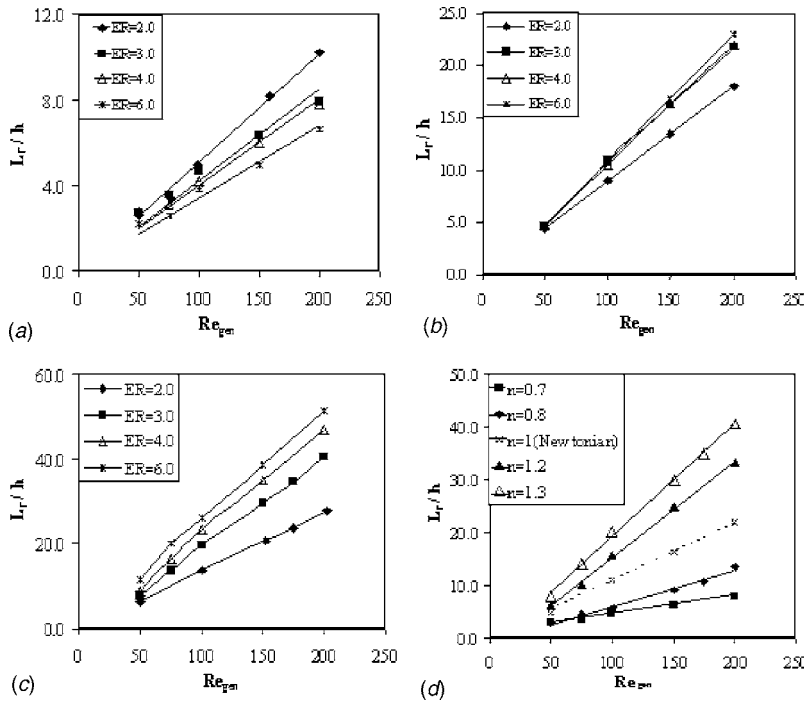 12.0
8.0
4.0
0.0
L_r / h
ER=2.0
ER=3.0
ER=4.0
ER=6.0
0 50 100 150 200 250
Re_gen
(a)
25.0
20.0
15.0
10.0
5.0
0.0
L_r / h
ER=2.0
ER=3.0
ER=4.0
ER=6.0
0 50 100 150 200 250
Re_gen
(b)
60.0
40.0
20.0
0.0
L_r / h
ER=2.0
ER=3.0
ER=4.0
ER=6.0
0 50 100 150 200 250
Re_gen
(c)
50.0
40.0
30.0
20.0
10.0
0.0
L_r / h
n=0.7
n=0.8
n=1(Newtonian)
n=1.2
n=1.3
0 50 100 150 200 250
Re_gen
(d)